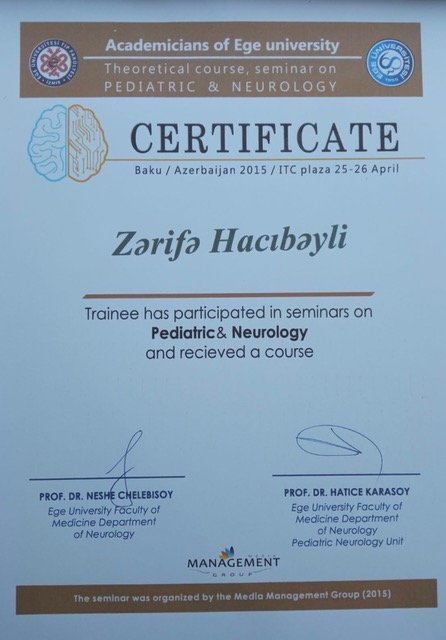 Academicians of Ege university
Theoretical course, seminar on
PEDIATRIC & NEUROLOGY
CERTIFICATE
Baku / Azerbaijan 2015 / ITC plaza 25-26 April
Zərifə Hacıbəyli
Trainee has participated in seminars on
Pediatric& Neurology
and recieved a course
PROF. DR. NESHE CHELEBISOY
Ege University Faculty of
Medicine Department
of Neurology
PROF. DR. HATICE KARASOY
Ege University Faculty of
Medicine Department
of Neurology
Pediatric Neurology Unit
MEDIA
MANAGEMENT
GROUP
The seminar was organized by the Media Management Group (2015)